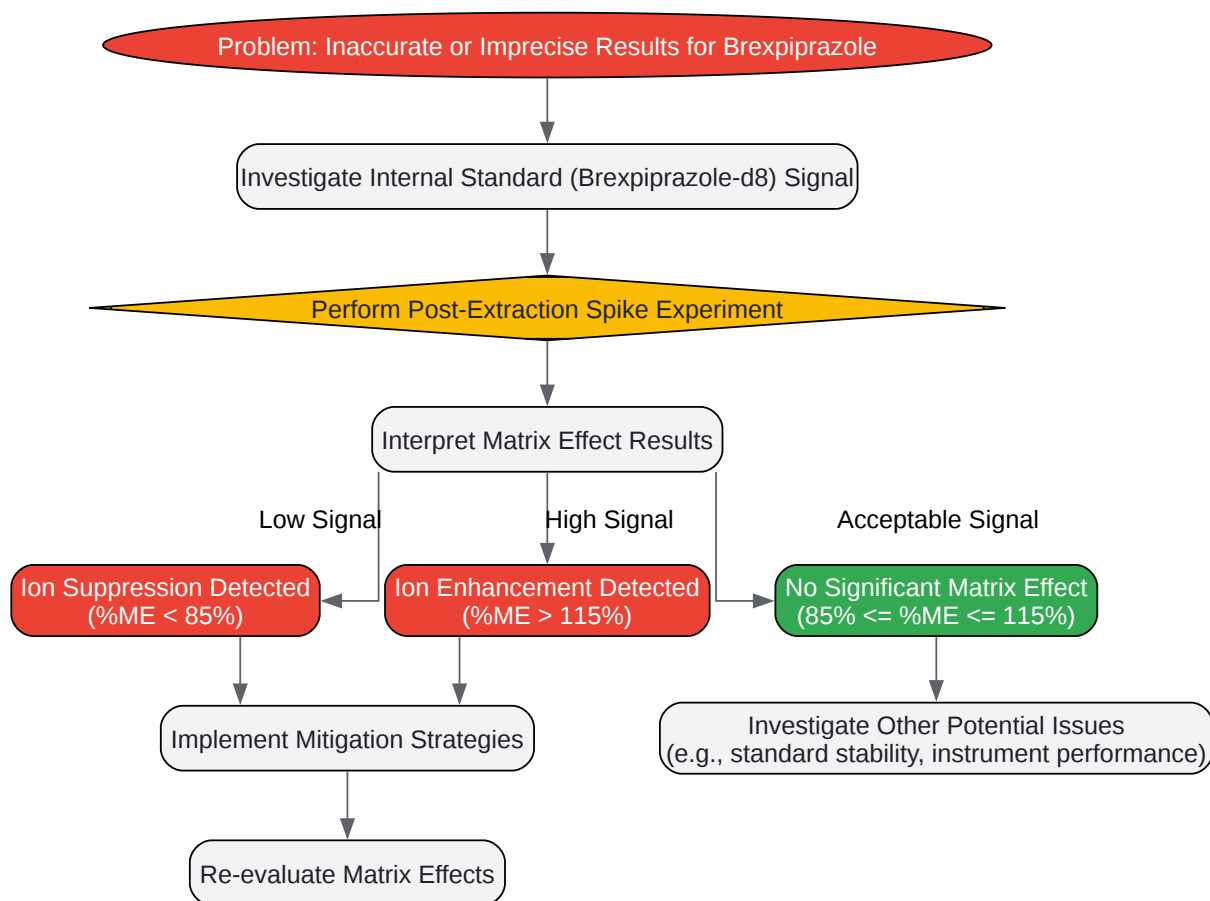 Problem: Inaccurate or Imprecise Results for Brexpiprazole
Investigate Internal Standard (Brexpiprazole-d8) Signal
Perform Post-Extraction Spike Experiment
Interpret Matrix Effect Results
Low Signal
High Signal
Acceptable Signal
Ion Suppression Detected
(%ME < 85%)
Ion Enhancement Detected
(%ME > 115%)
No Significant Matrix Effect
(85% <= %ME <= 115%)
Implement Mitigation Strategies
Investigate Other Potential Issues
(e.g., standard stability, instrument performance)
Re-evaluate Matrix Effects